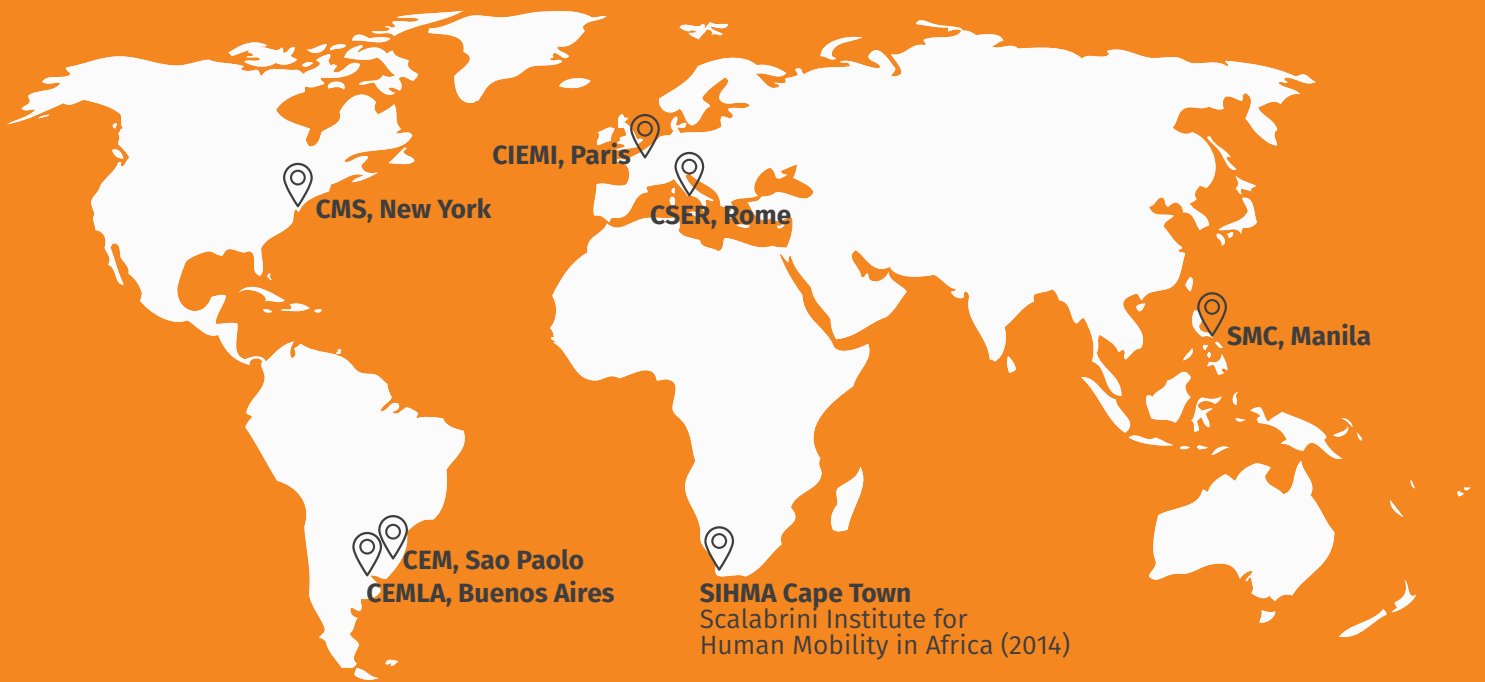 CIEMI, Paris
CMS, New York
CSER, Rome
SMC, Manila
CEM, Sao Paolo
CEMLA, Buenos Aires
SIHMA Cape Town
Scalabrini Institute for
Human Mobility in Africa (2014)